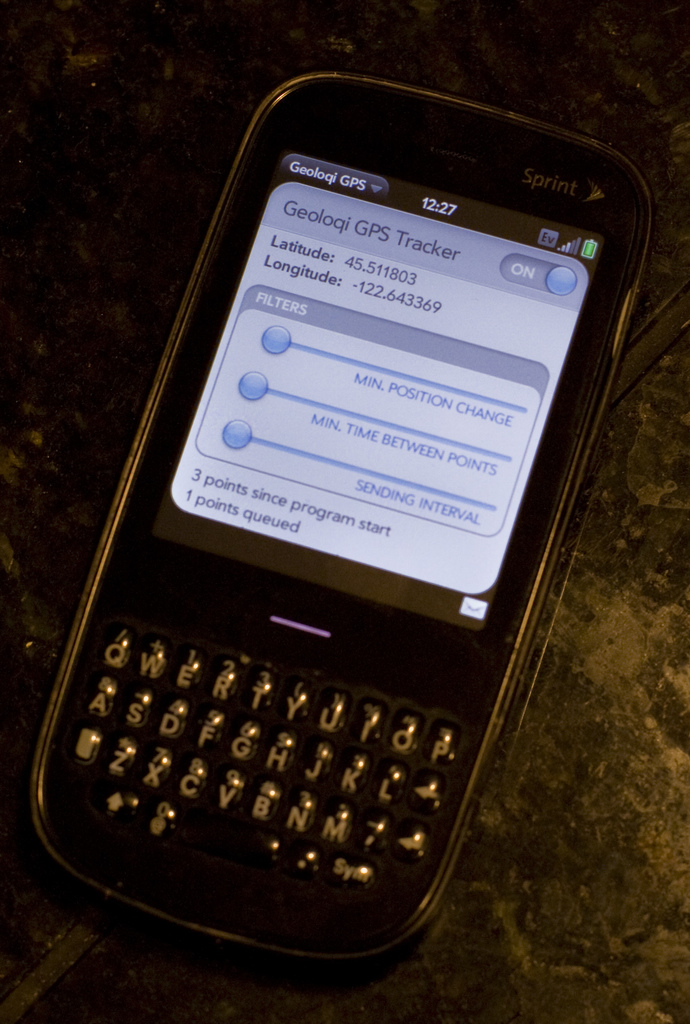 Sprint
Geoloqi GPS
12:27
Ev
Geoloqi GPS Tracker
ON
Latitude: 45.511803
Longitude: -122.643369
FILTERS
MIN. POSITION CHANGE
MIN. TIME BETWEEN POINTS
SENDING INTERVAL
3 points since program start
1 points queued
Q W E R T Y U I O P
A S D F G H J K L
Z X C V B N M
Sym